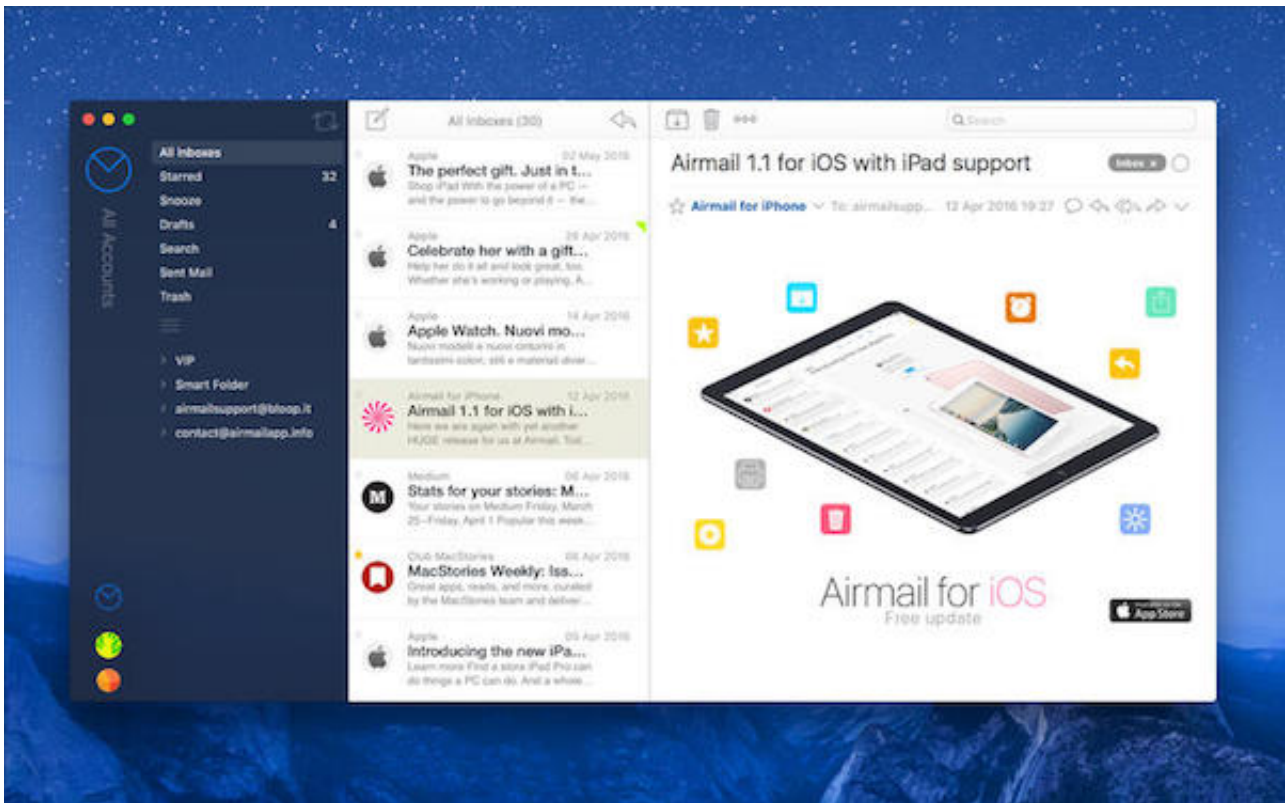 All Accounts
All Inboxes
Starred 32
Snooze
Drafts 4
Search
Sent Mail
Trash
VIP
Smart Folder
airmailsupport@bloop.it
contact@airmailapp.info
All Inboxes (30)
Apple 02 May 2016
The perfect gift. Just in t...
Shop iPad With the power of a PC —
and the power to go beyond it — the...
Apple 28 Apr 2016
Celebrate her with a gift...
Help her do it all and look great, too.
Whether she's working or playing, A...
Apple 14 Apr 2016
Apple Watch. Nuovi mo...
Nuovi modelli e nuovi cinturini in
tantissimi colori, stili e materiali diver...
Airmail for iPhone 12 Apr 2016
Airmail 1.1 for iOS with i...
Here we are again with yet another
HUGE release for us at Airmail. Tod...
Medium 06 Apr 2016
Stats for your stories: M...
Your stories on Medium Friday, March
25–Friday, April 1 Popular this week...
Club MacStories 08 Apr 2016
MacStories Weekly: Iss...
Great apps, reads, and more, curated
by the MacStories team and deliver...
Apple 05 Apr 2016
Introducing the new iPa...
Learn more Find a store iPad Pro can
do things a PC can do. And a whole...
Search
Airmail 1.1 for iOS with iPad support
Inbox x
Airmail for iPhone To: airmailsupp... 12 Apr 2016 19:27
Airmail for iOS
Free update
App Store